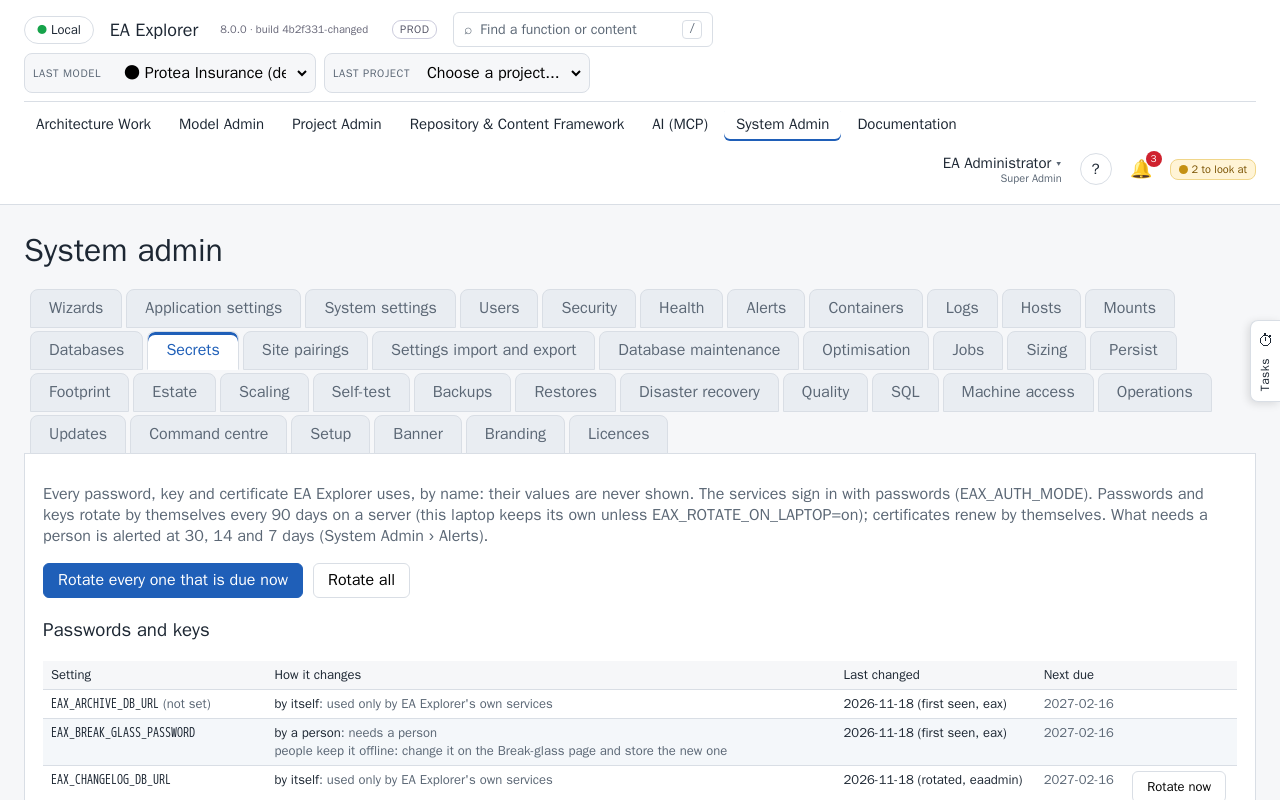 Local EA Explorer 8.0.0 · build 4b2f331-changed PROD Find a function or content /
LAST MODEL Protea Insurance (de LAST PROJECT Choose a project...
Architecture Work Model Admin Project Admin Repository & Content Framework AI (MCP) System Admin Documentation
EA Administrator ▾ ? 3 2 to look at
Super Admin
System admin
Wizards Application settings System settings Users Security Health Alerts Containers Logs Hosts Mounts
Databases Secrets Site pairings Settings import and export Database maintenance Optimisation Jobs Sizing Persist
Footprint Estate Scaling Self-test Backups Restores Disaster recovery Quality SQL Machine access Operations
Updates Command centre Setup Banner Branding Licences
Tasks
Every password, key and certificate EA Explorer uses, by name: their values are never shown. The services sign in with passwords (EAX_AUTH_MODE). Passwords and
keys rotate by themselves every 90 days on a server (this laptop keeps its own unless EAX_ROTATE_ON_LAPTOP=on); certificates renew by themselves. What needs a
person is alerted at 30, 14 and 7 days (System Admin › Alerts).
Rotate every one that is due now Rotate all
Passwords and keys
Setting How it changes Last changed Next due
EAX_ARCHIVE_DB_URL (not set) by itself: used only by EA Explorer's own services 2026-11-18 (first seen, eax) 2027-02-16
EAX_BREAK_GLASS_PASSWORD by a person: needs a person 2026-11-18 (first seen, eax) 2027-02-16
people keep it offline: change it on the Break-glass page and store the new one
EAX_CHANGELOG_DB_URL by itself: used only by EA Explorer's own services 2026-11-18 (rotated, eaadmin) 2027-02-16 Rotate now